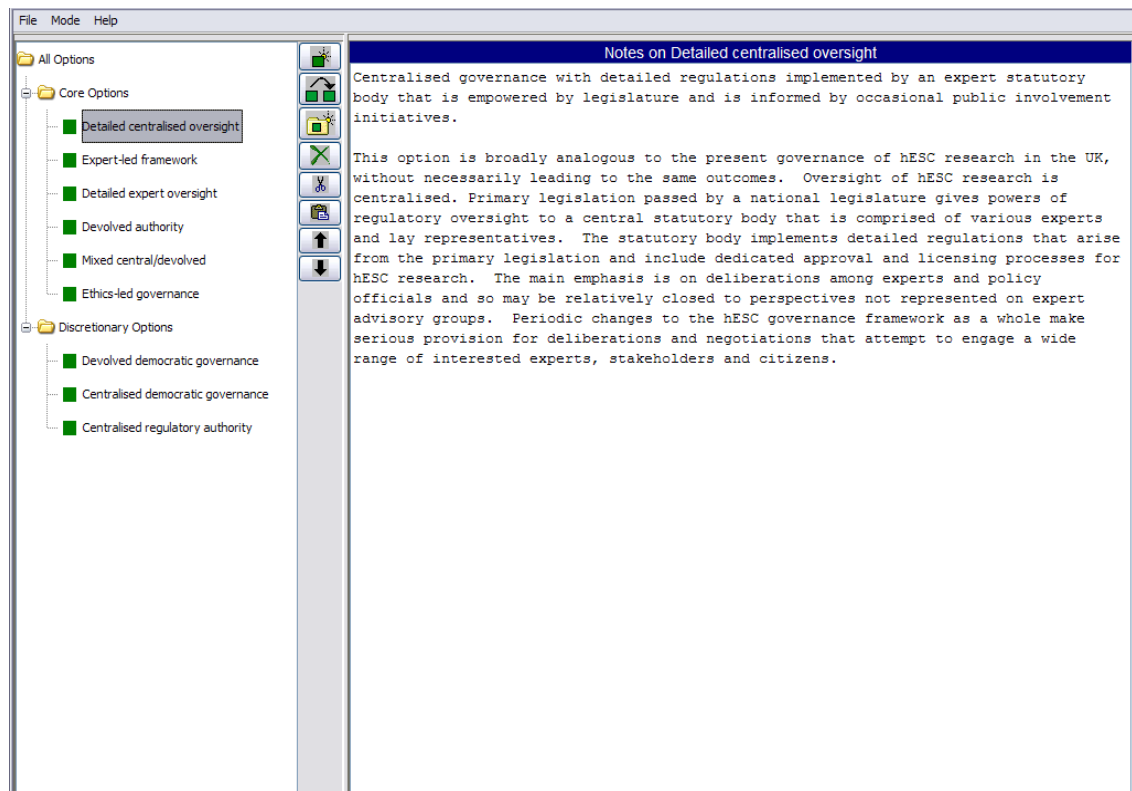 File Mode Help
All Options
Core Options
Detailed centralised oversight
Expert-led framework
Detailed expert oversight
Devolved authority
Mixed central/devolved
Ethics-led governance
Discretionary Options
Devolved democratic governance
Centralised democratic governance
Centralised regulatory authority
Notes on Detailed centralised oversight
Centralised governance with detailed regulations implemented by an expert statutory
body that is empowered by legislature and is informed by occasional public involvement
initiatives.
This option is broadly analogous to the present governance of hESC research in the UK,
without necessarily leading to the same outcomes.  Oversight of hESC research is
centralised. Primary legislation passed by a national legislature gives powers of
regulatory oversight to a central statutory body that is comprised of various experts
and lay representatives.  The statutory body implements detailed regulations that arise
from the primary legislation and include dedicated approval and licensing processes for
hESC research.  The main emphasis is on deliberations among experts and policy
officials and so may be relatively closed to perspectives not represented on expert
advisory groups.  Periodic changes to the hESC governance framework as a whole make
serious provision for deliberations and negotiations that attempt to engage a wide
range of interested experts, stakeholders and citizens.